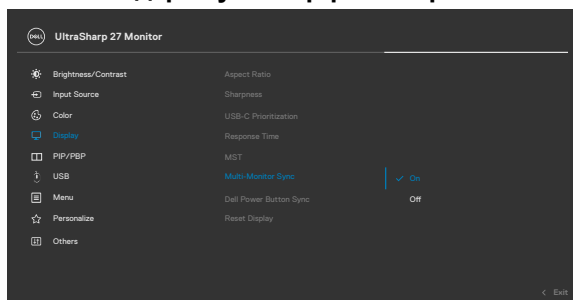 DELL
UltraSharp 27 Monitor
Brightness/Contrast
Aspect Ratio
Input Source
Sharpness
Color
USB-C Prioritization
Display
Response Time
PIP/PBP
MST
USB
Multi-Monitor Sync
On
Menu
Dell Power Button Sync
Off
Personalize
Reset Display
Others
Exit